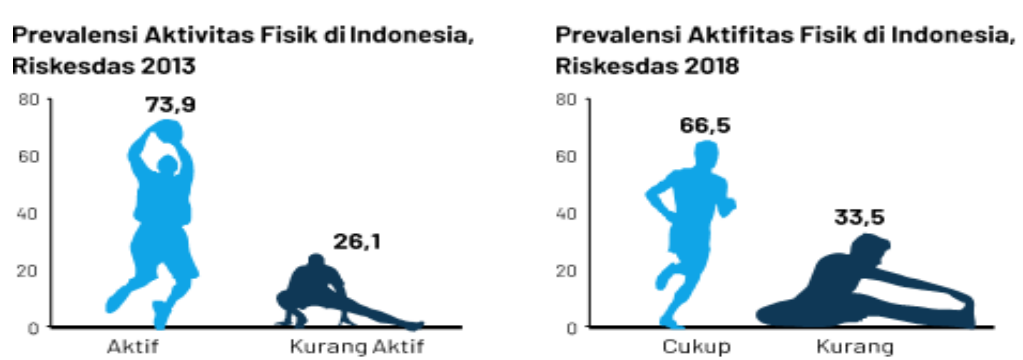 Prevalensi Aktivitas Fisik di Indonesia,
Riskesdas 2013
80
60
40
20
0
73,9
26,1
Aktif
Kurang Aktif
Prevalensi Aktifitas Fisik di Indonesia,
Riskesdas 2018
80
60
40
20
0
66,5
33,5
Cukup
Kurang